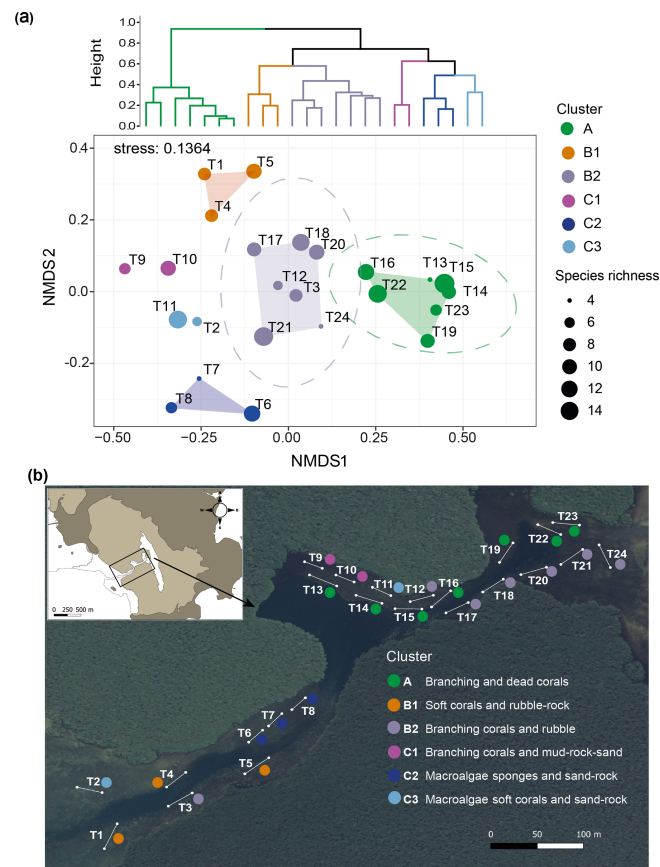 (a)
Height
1.0
0.8
0.6
0.4
0.2
0.0
Cluster
A
B1
B2
C1
C2
C3
stress: 0.1364
NMDS2
0.4
0.2
0.0
-0.2
T1
T5
T4
T9
T10
T11
T2
T7
T8
T6
T17
T18
T20
T12
T3
T21
T24
T16
T13
T15
T22
T14
T23
T19
−0.50
−0.25
0.00
0.25
0.50
NMDS1
Species richness
4
6
8
10
12
14
(b)
0 250 500 m
T9
T10
T11
T12
T13
T14
T15
T16
T17
T18
T19
T20
T21
T22
T23
T24
T8
T7
T6
T5
T4
T3
T2
T1
Cluster
A Branching and dead corals
B1 Soft corals and rubble-rock
B2 Branching corals and rubble
C1 Branching corals and mud-rock-sand
C2 Macroalgae sponges and sand-rock
C3 Macroalgae soft corals and sand-rock
0 50 100 m